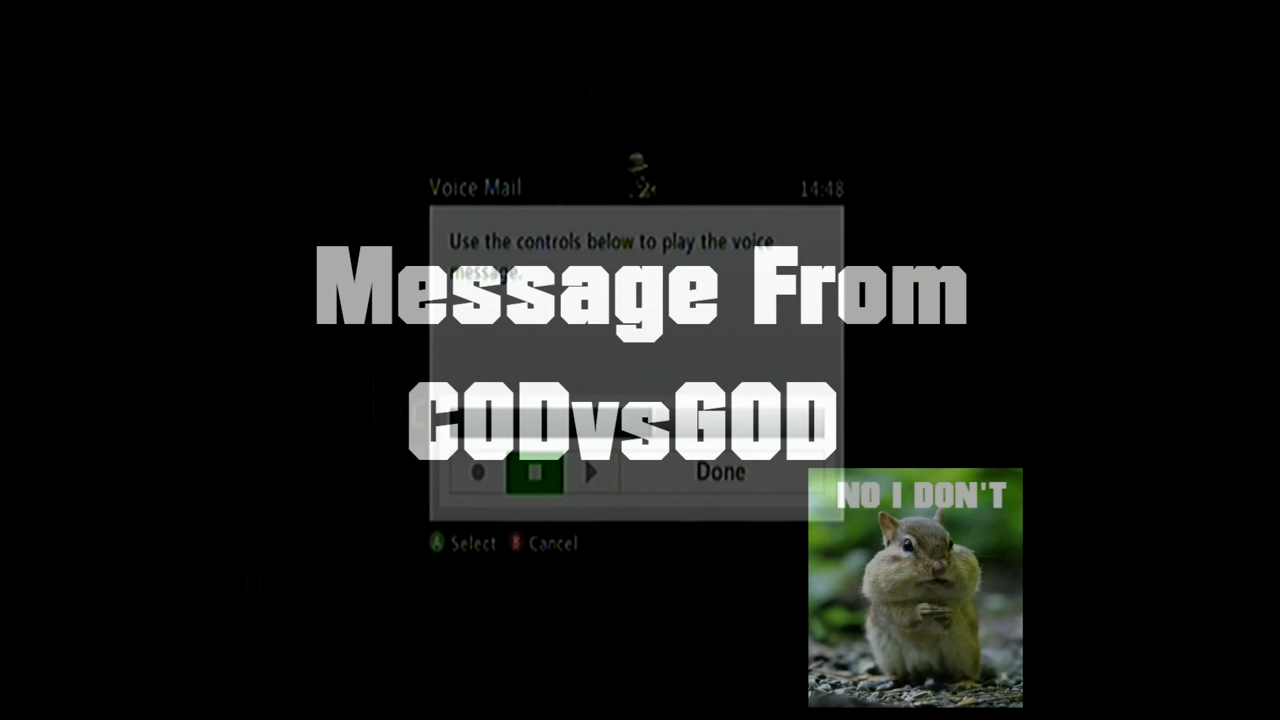 Voice Mail
14:48
Use the controls below to play the voice
message.
Message From
CODvsGOD
Done
NO I DON'T
A Select B Cancel